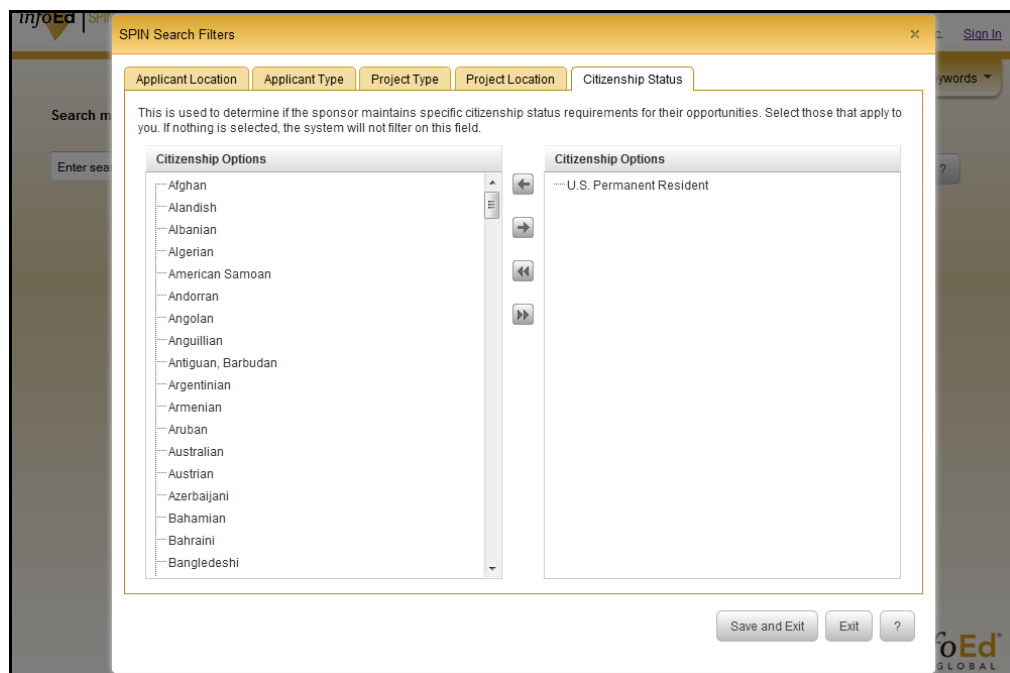 infoEd SPIN
SPIN Search Filters
c. Sign In
Applicant Location Applicant Type Project Type Project Location Citizenship Status
ywords
Search m
This is used to determine if the sponsor maintains specific citizenship status requirements for their opportunities. Select those that apply to
you. If nothing is selected, the system will not filter on this field.
Enter sea
?
Citizenship Options
Afghan
Alandish
Albanian
Algerian
American Samoan
Andorran
Angolan
Anguillian
Antiguan, Barbudan
Argentinian
Armenian
Aruban
Australian
Austrian
Azerbaijani
Bahamian
Bahraini
Bangledeshi
Citizenship Options
U.S. Permanent Resident
Save and Exit Exit ?
foEd
GLOBAL